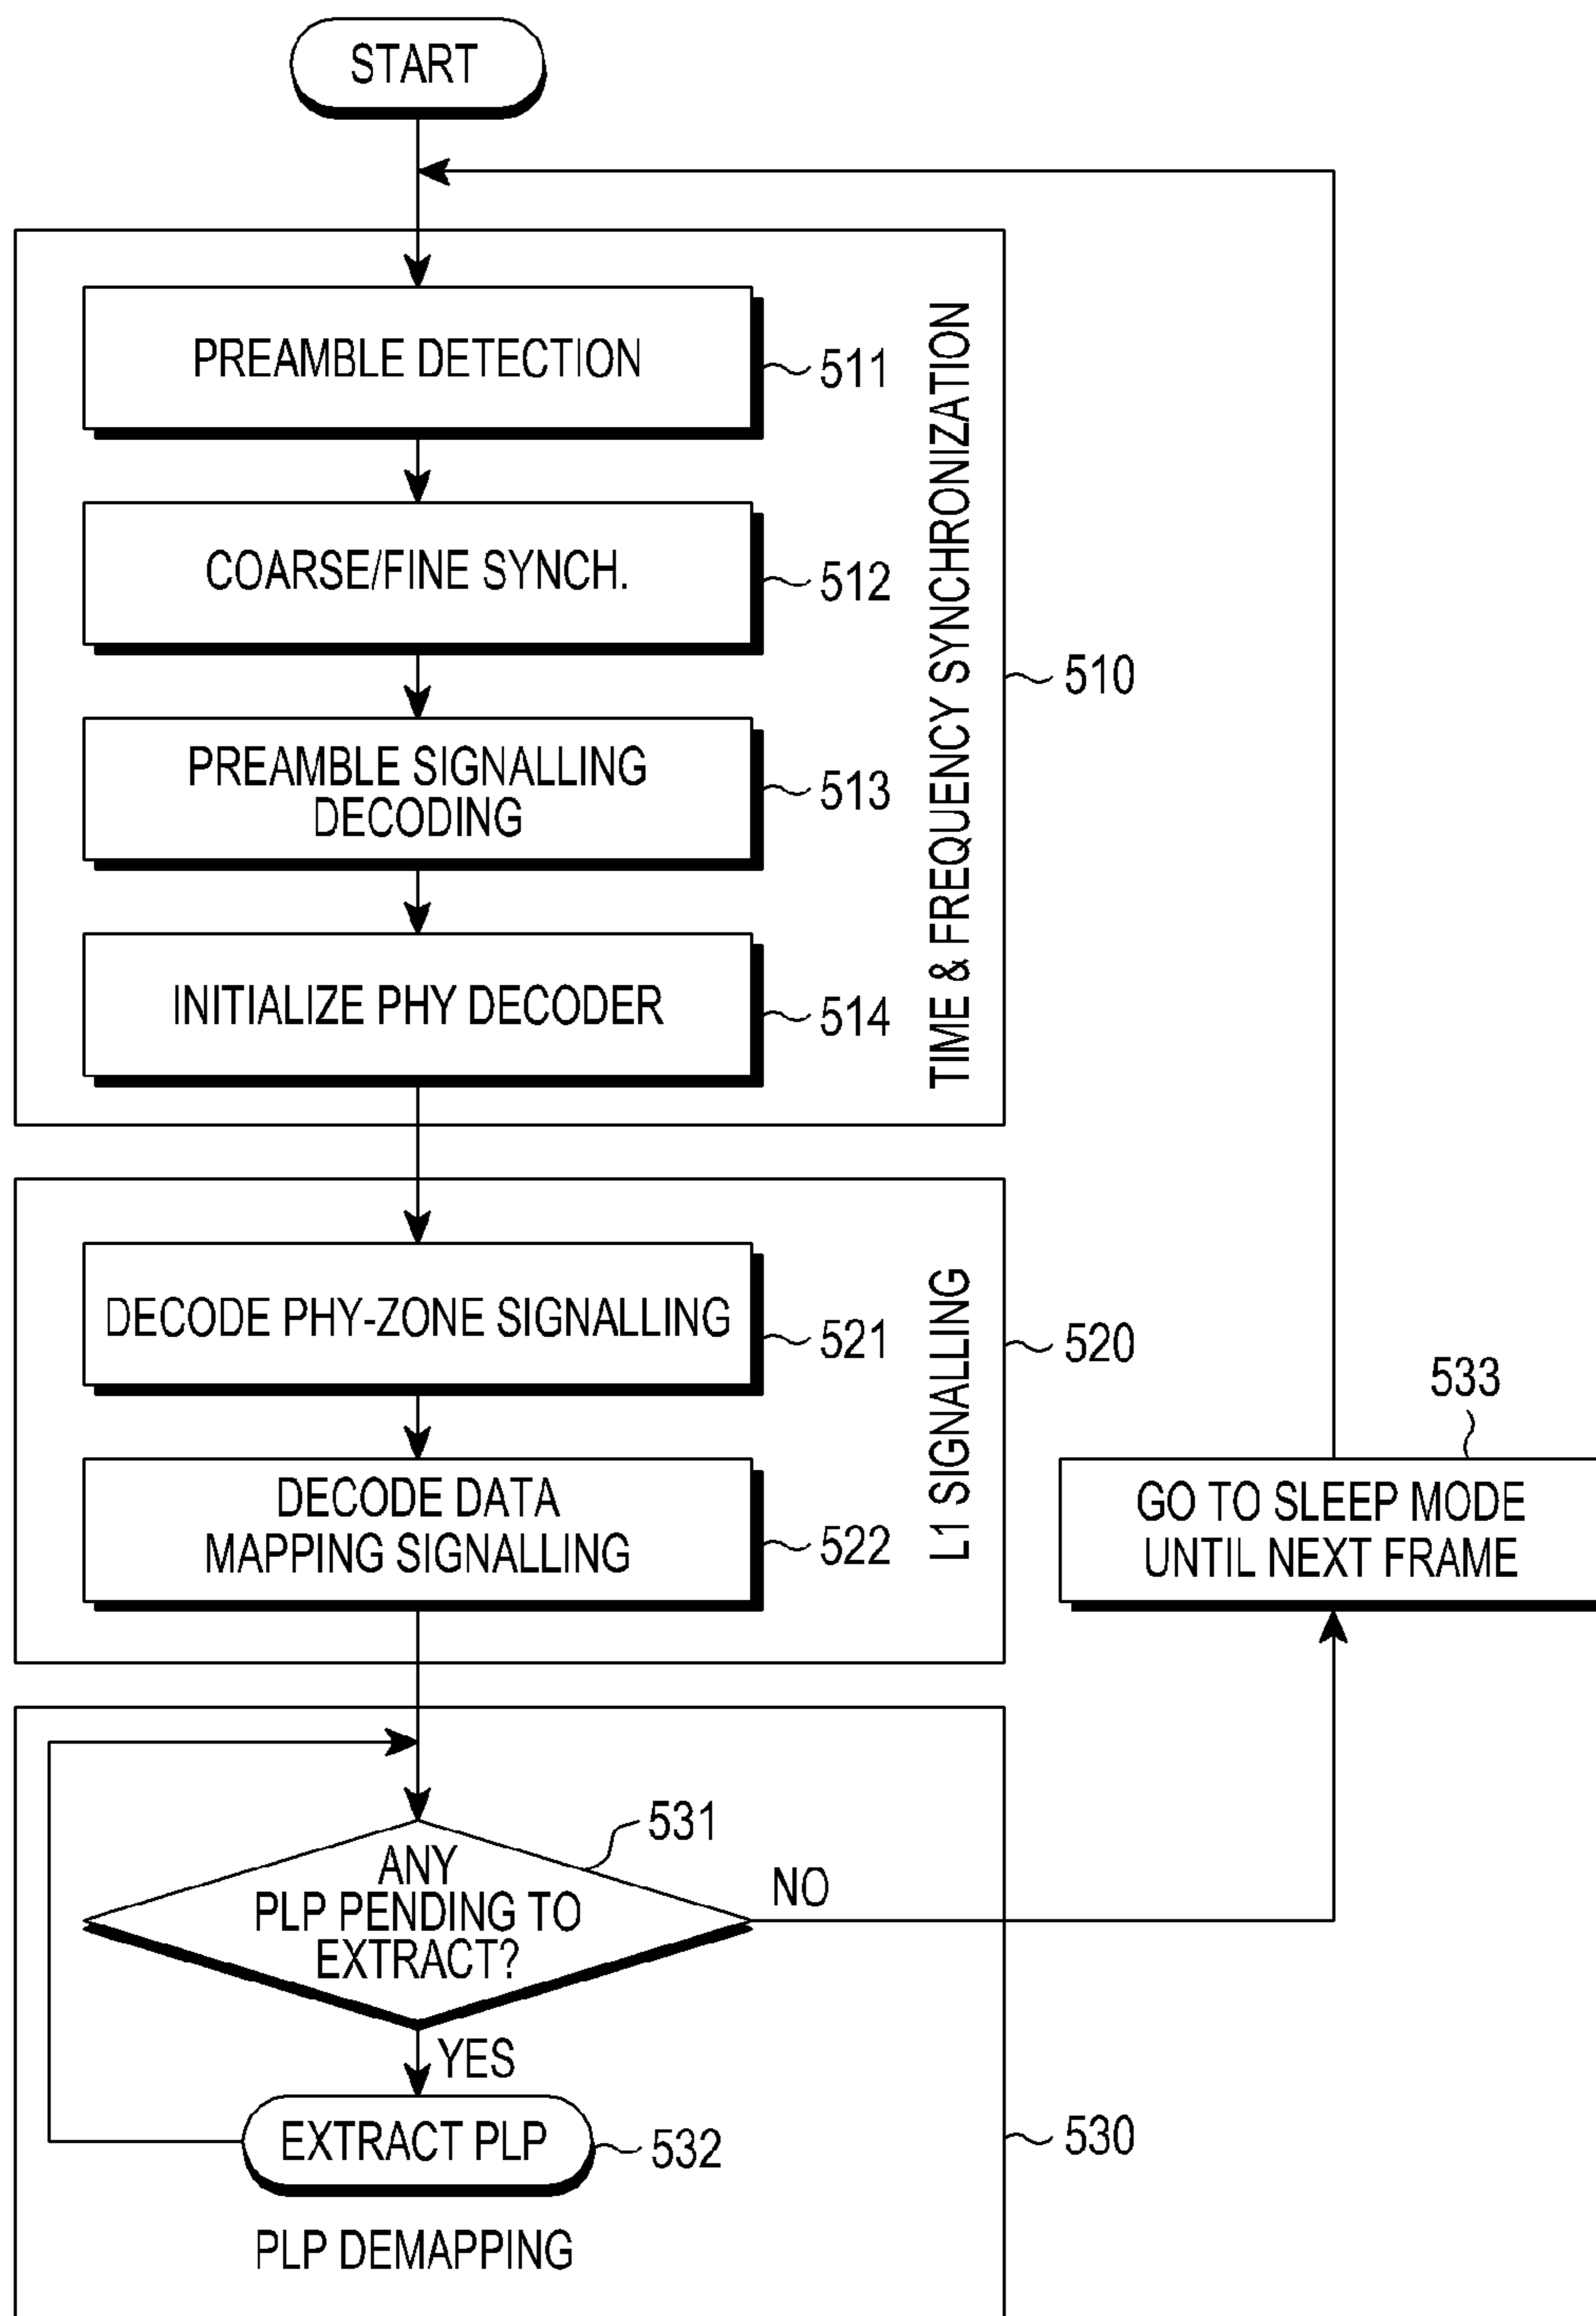 START
PREAMBLE DETECTION
511
COARSE/FINE SYNCH.
512
PREAMBLE SIGNALLING
DECODING
513
INITIALIZE PHY DECODER
514
TIME & FREQUENCY SYNCHRONIZATION
510
DECODE PHY-ZONE SIGNALLING
521
DECODE DATA
MAPPING SIGNALLING
522
L1 SIGNALLING
520
533
GO TO SLEEP MODE
UNTIL NEXT FRAME
531
ANY
PLP PENDING TO
EXTRACT?
NO
YES
EXTRACT PLP
532
530
PLP DEMAPPING